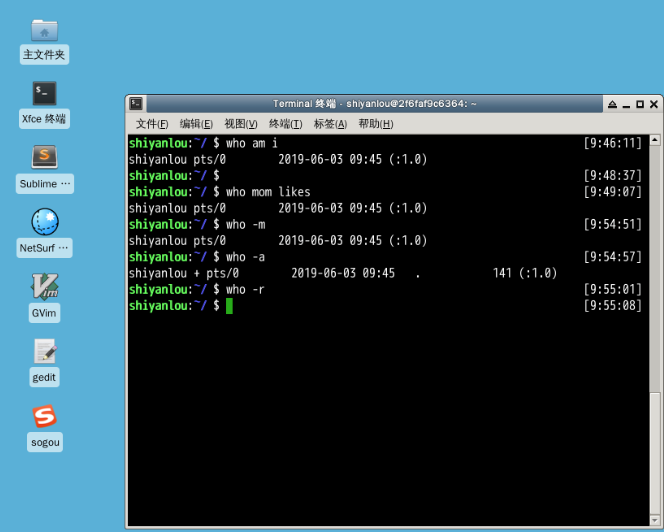 主文件夹
Xfce 终端
Sublime ⋯
NetSurf ⋯
GVim
gedit
sogou
Terminal 终端 - shiyanlou@2f6faf9c6364: ~
文件(F) 编辑(E) 视图(V) 终端(T) 标签(A) 帮助(H)
shiyanlou:~/ $ who am i [9:46:11]
shiyanlou pts/0 2019-06-03 09:45 (:1.0)
shiyanlou:~/ $ [9:48:37]
shiyanlou:~/ $ who mom likes [9:49:07]
shiyanlou pts/0 2019-06-03 09:45 (:1.0)
shiyanlou:~/ $ who -m [9:54:51]
shiyanlou pts/0 2019-06-03 09:45 (:1.0)
shiyanlou:~/ $ who -a [9:54:57]
shiyanlou + pts/0 2019-06-03 09:45 . 141 (:1.0)
shiyanlou:~/ $ who -r [9:55:01]
shiyanlou:~/ $ [9:55:08]